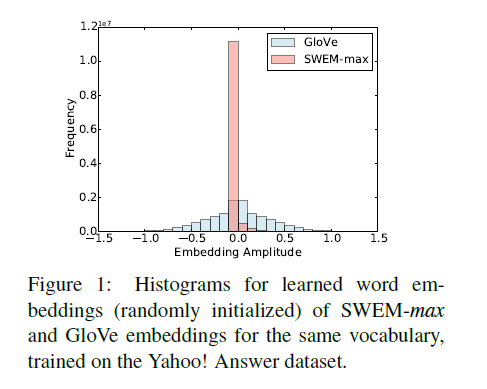 1.2 1e7
GloVe
SWEM-max
1.0
0.8
0.6
0.4
0.2
0.0
Frequency
−1.5 −1.0 −0.5 0.0 0.5 1.0 1.5
Embedding Amplitude
Figure 1: Histograms for learned word em-
beddings (randomly initialized) of SWEM-max
and GloVe embeddings for the same vocabulary,
trained on the Yahoo! Answer dataset.